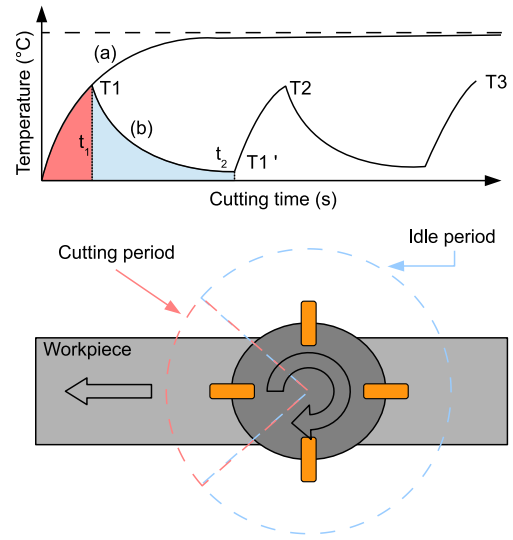 Temperature (°C)
(a)
T1
T2
T3
(b)
t1
t2
T1 '
Cutting time (s)
Idle period
Cutting period
Workpiece